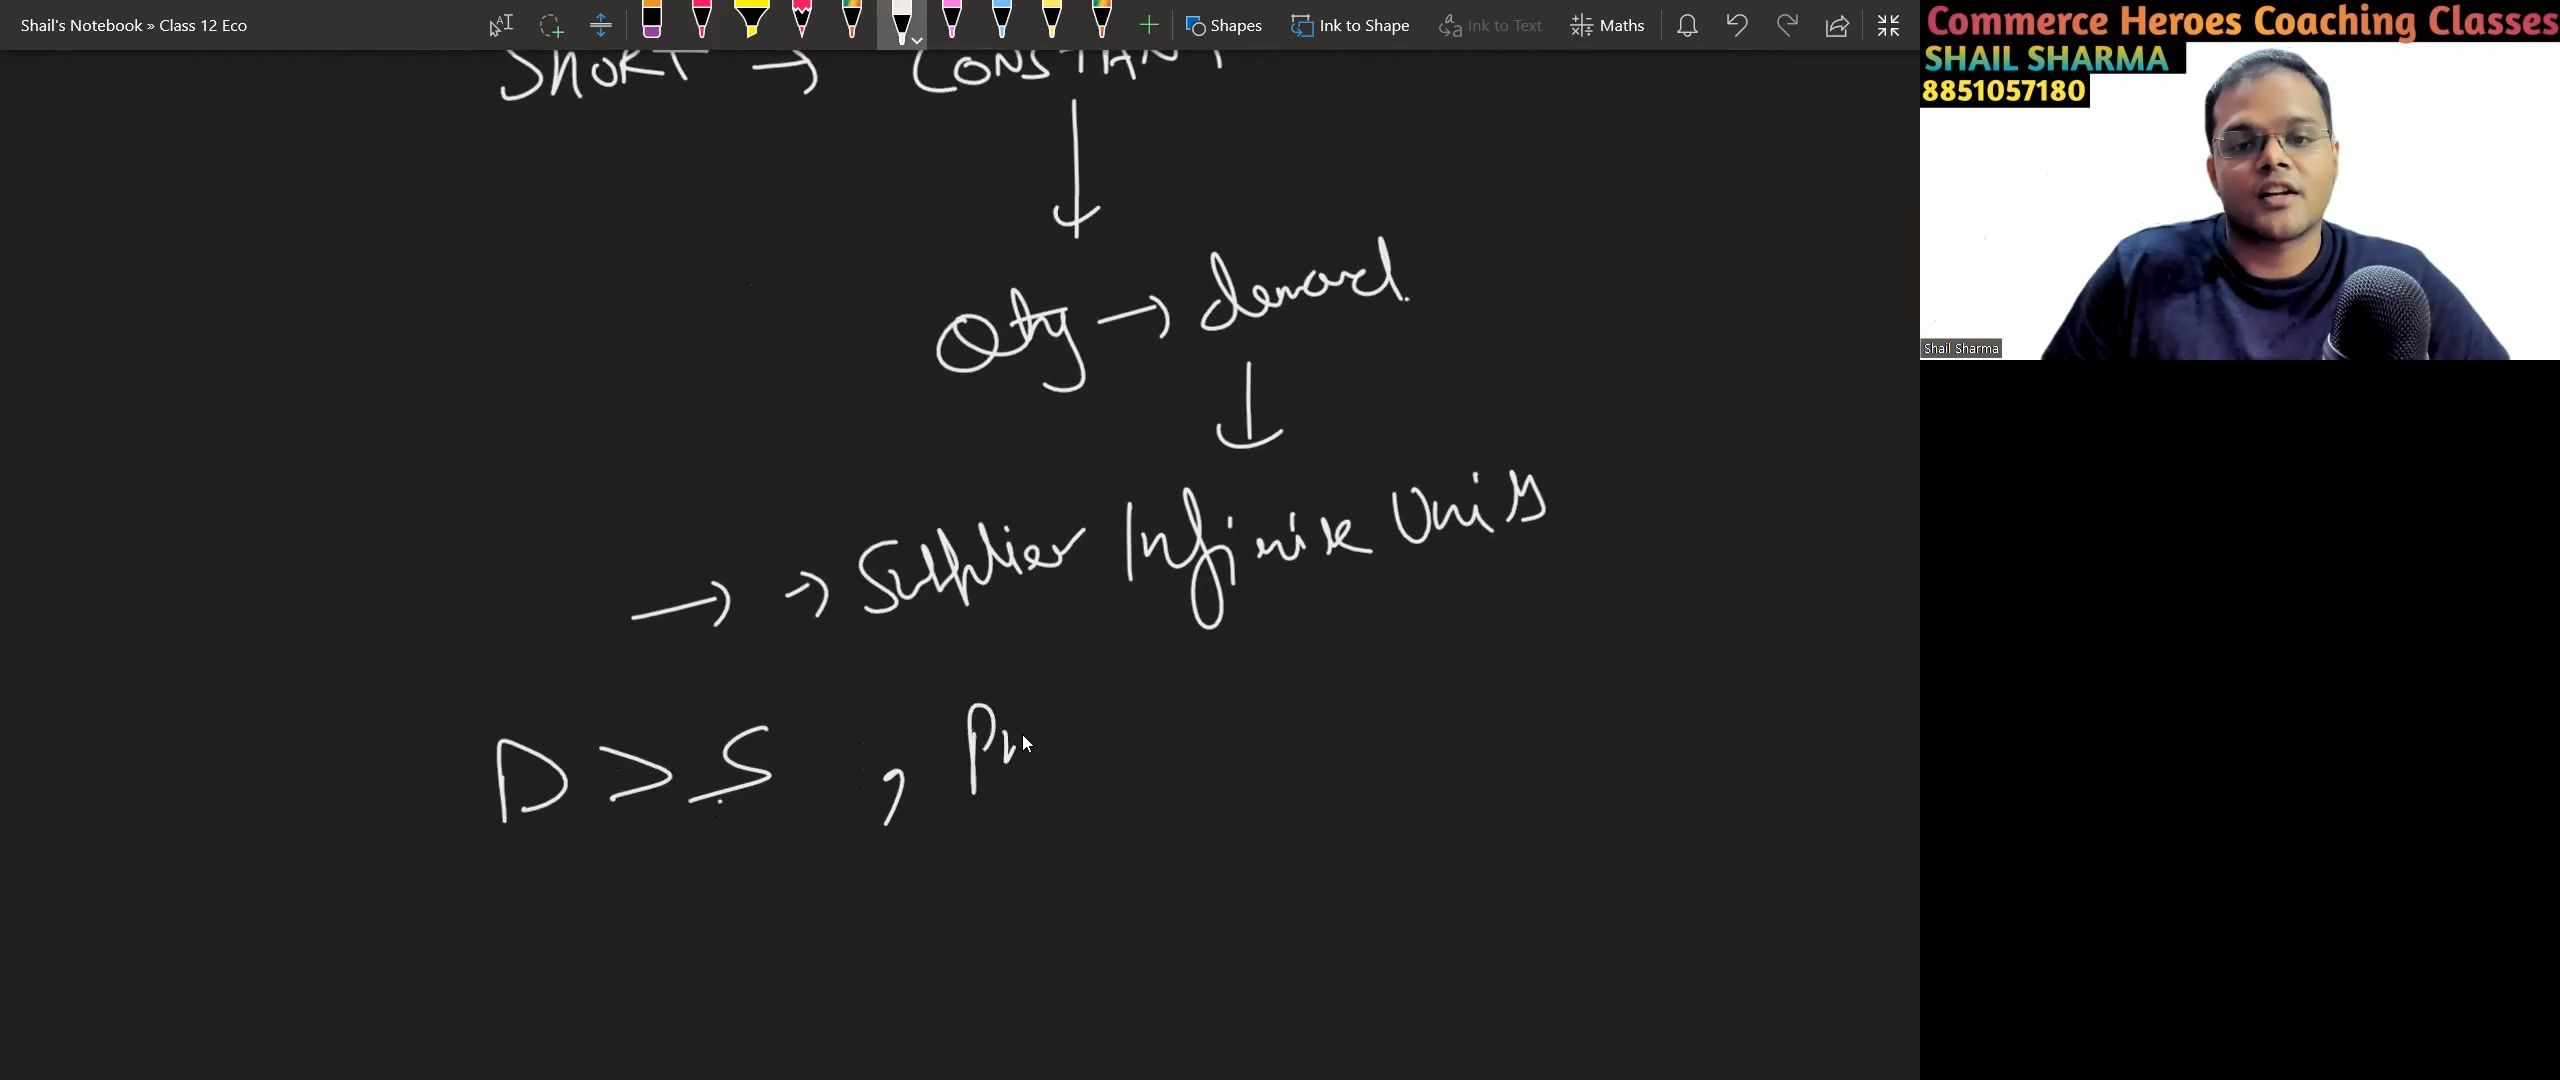 Shail's Notebook » Class 12 Eco
Shapes
Ink to Shape
Ink to Text
Maths
Commerce Heroes Coaching Classes
SHAIL SHARMA
8851057180
Shail Sharma
SHORT → CONSTANT
Qty → demand.
→ → Supplier Infinite Units
D > S , Pr